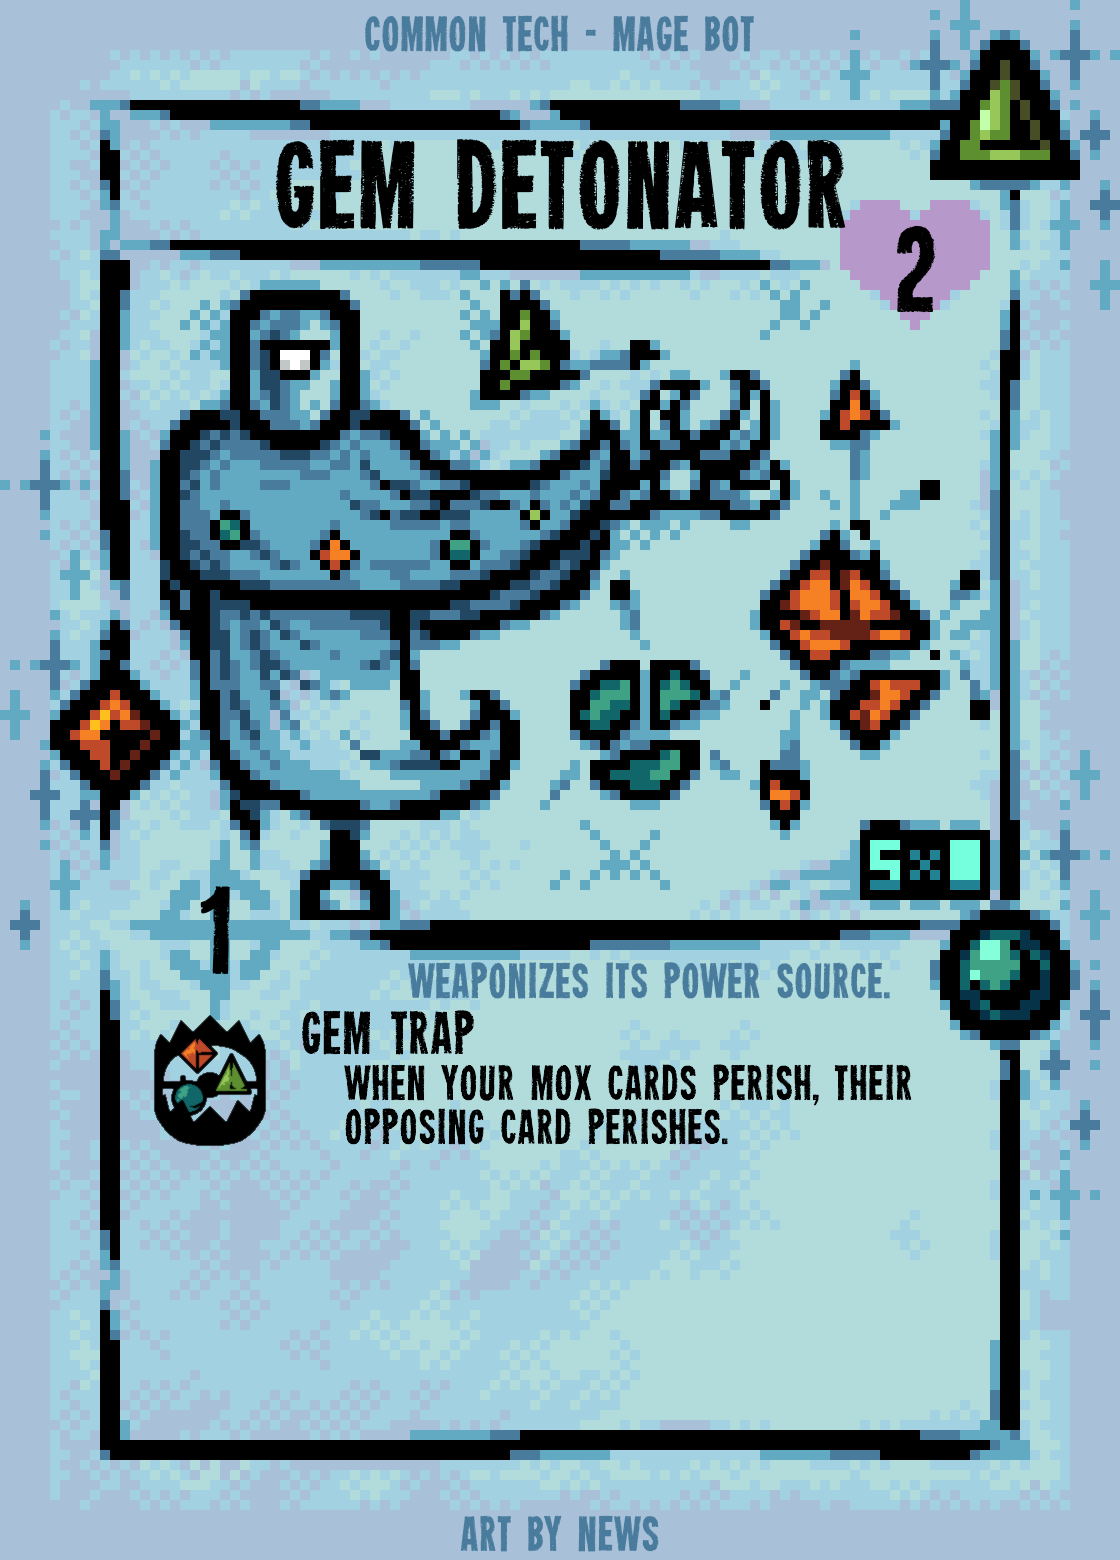 COMMON TECH - MAGE BOT
GEM DETONATOR
2
5×
1
WEAPONIZES ITS POWER SOURCE.
GEM TRAP
WHEN YOUR MOX CARDS PERISH, THEIR
OPPOSING CARD PERISHES.
ART BY NEWS